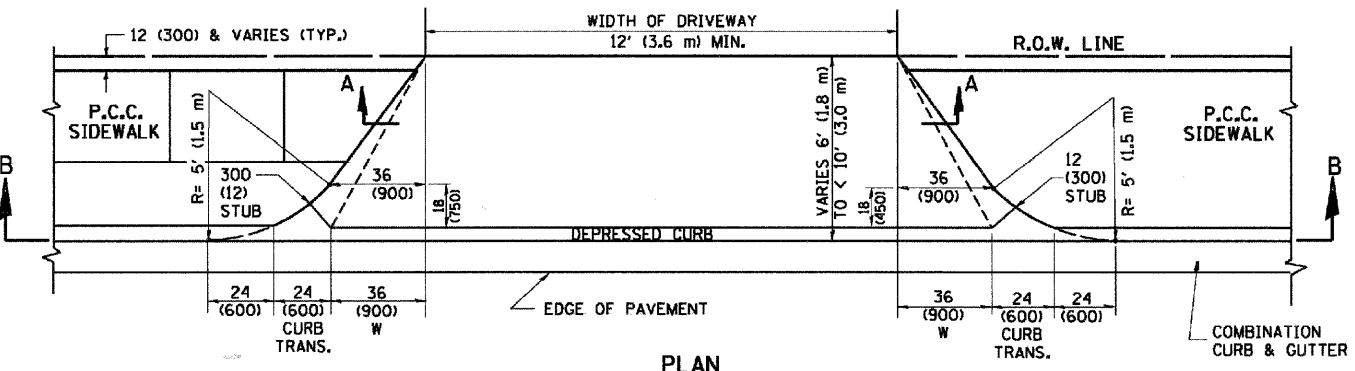 12 (300) & VARIES (TYP.)
WIDTH OF DRIVEWAY
12' (3.6 m) MIN.
R.O.W. LINE
A
A
P.C.C.
SIDEWALK
P.C.C.
SIDEWALK
B
B
R= 5' (1.5 m)
300
(12)
STUB
36
(900)
18
(750)
VARIES 6' (1.8 m)
TO < 10' (3.0 m)
36
(900)
18
(450)
12
(300)
STUB
R= 5' (1.5 m)
DEPRESSED CURB
24
(600)
24
(600)
CURB
TRANS.
36
(900)
W
EDGE OF PAVEMENT
36
(900)
W
24
(600)
CURB
TRANS.
24
(600)
COMBINATION
CURB & GUTTER
PLAN